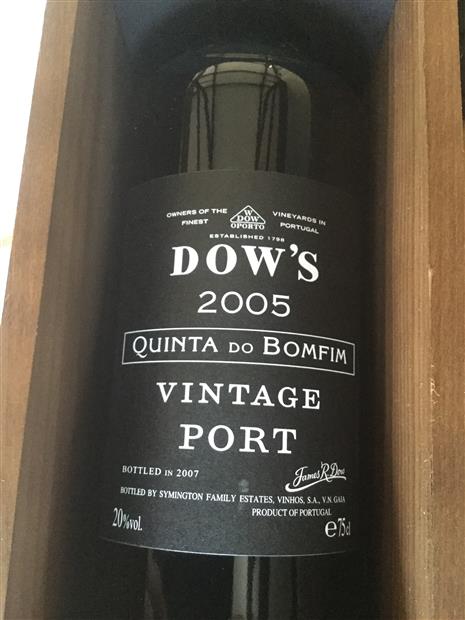 OWNERS OF THE FINEST
W
DOW
OPORTO
VINEYARDS IN PORTUGAL
ESTABLISHED 1798
DOW'S
2005
QUINTA DO BOMFIM
VINTAGE
PORT
BOTTLED IN 2007
James R Dow
BOTTLED BY SYMINGTON FAMILY ESTATES, VINHOS, S.A., V.N. GAIA
PRODUCT OF PORTUGAL
20%vol.
e75cl